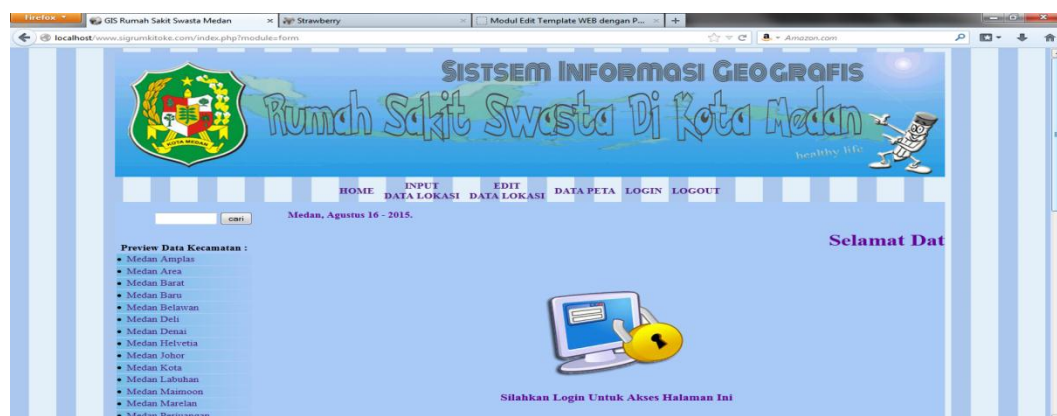 Firefox
GIS Rumah Sakit Swasta Medan
Strawberry
Modul Edit Template WEB dengan P...
localhost/www.sigrumkitoke.com/index.php?module=form
Amazon.com
SISTSEM INFORMASI GEOGRAFIS
Rumah Sakit Swasta Di Kota Medan
healthy life
KOTA MEDAN
HOME
INPUT
DATA LOKASI
EDIT
DATA LOKASI
DATA PETA
LOGIN
LOGOUT
cari
Medan, Agustus 16 - 2015.
Selamat Dat
Preview Data Kecamatan :
Medan Amplas
Medan Area
Medan Barat
Medan Baru
Medan Belawan
Medan Deli
Medan Denai
Medan Helvetia
Medan Johor
Medan Kota
Medan Labuhan
Medan Maimoon
Medan Marelan
Medan Perjuangan
Silahkan Login Untuk Akses Halaman Ini